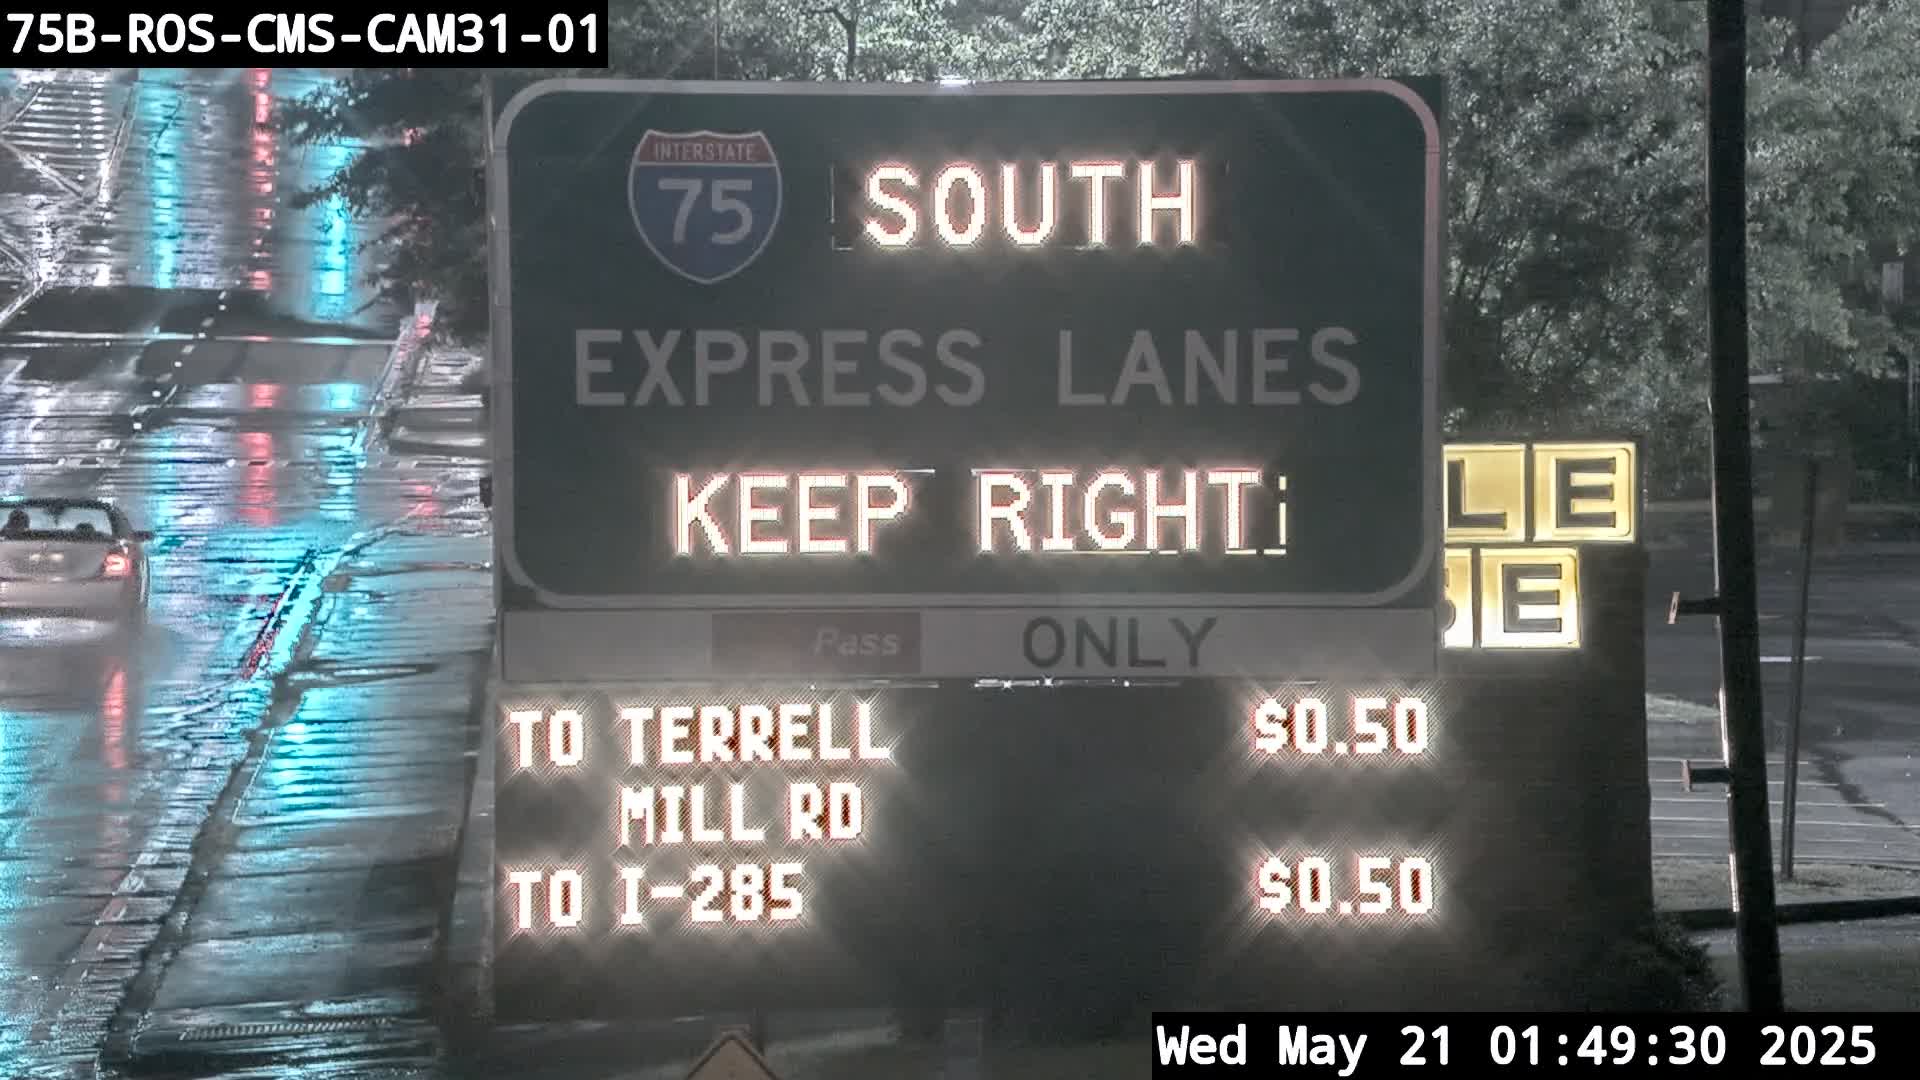 75B-ROS-CMS-CAM31-01
INTERSTATE
75
SOUTH
EXPRESS LANES
KEEP RIGHT
LE
E
Pass ONLY
TO TERRELL $0.50
MILL RD
TO I-285 $0.50
Wed May 21 01:49:30 2025